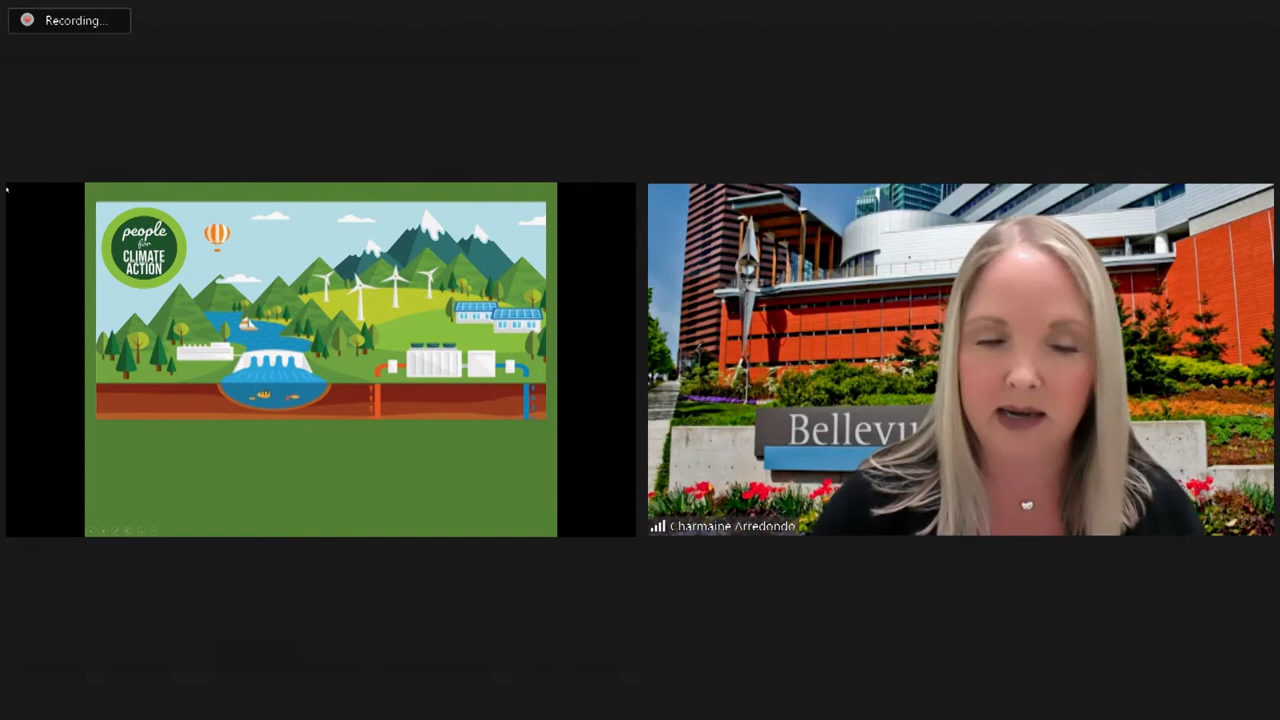 Recording...
people
for
CLIMATE
ACTION
Bellevu
Charmaine Arredondo